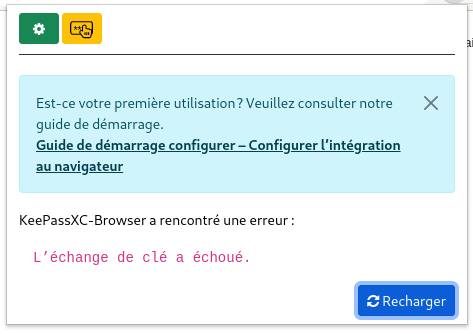 Est-ce votre première utilisation? Veuillez consulter notre
guide de démarrage.
Guide de démarrage configurer – Configurer l’intégration
au navigateur
KeePassXC-Browser a rencontré une erreur :
L’échange de clé a échoué.
Recharger